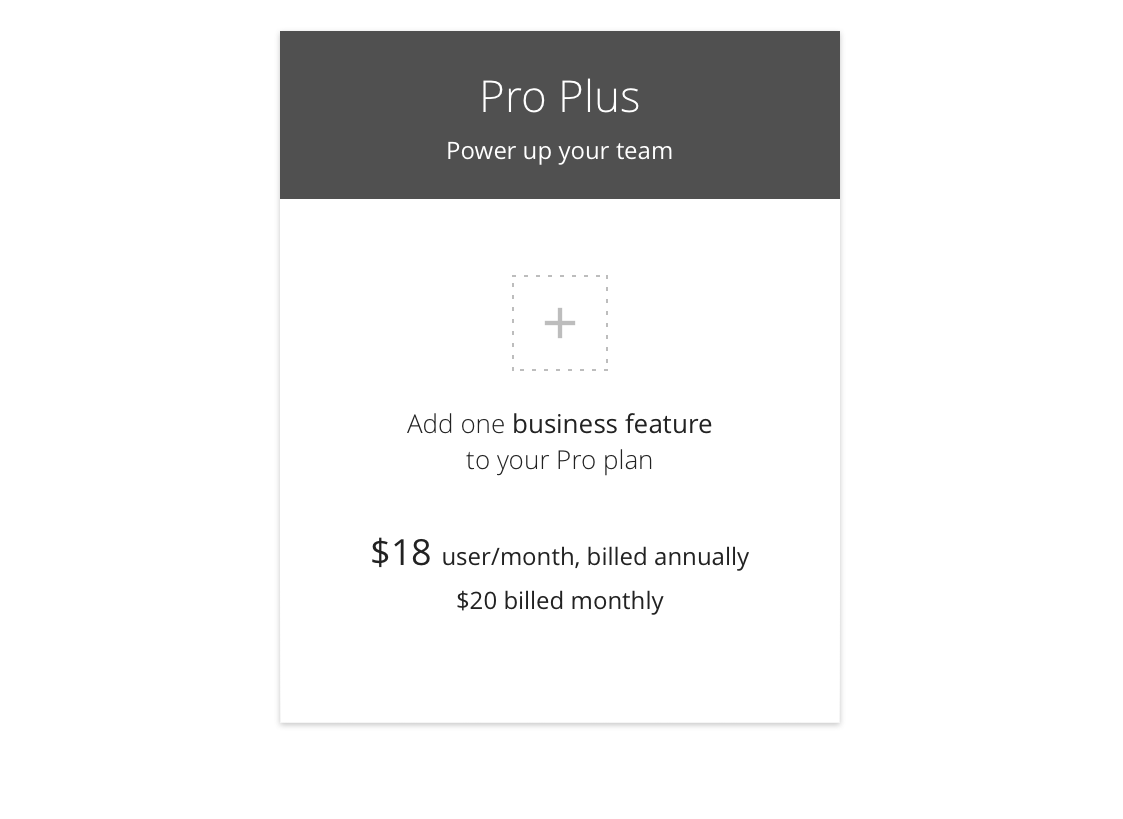 Pro Plus
Power up your team
Add one business feature
to your Pro plan
$18 user/month, billed annually
$20 billed monthly